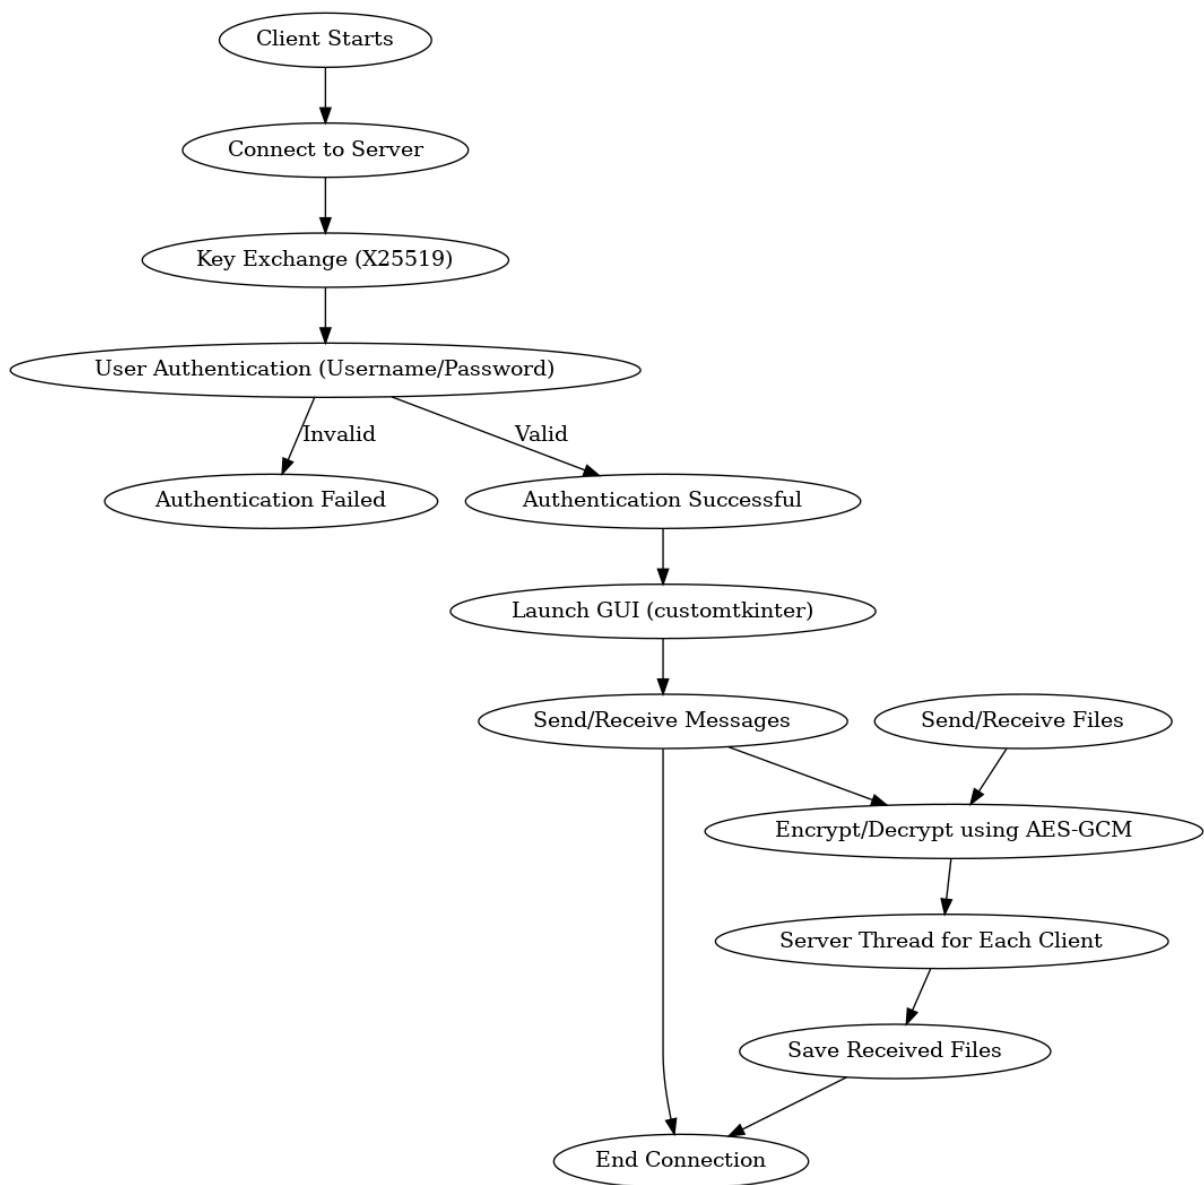 Client Starts
Connect to Server
Key Exchange (X25519)
User Authentication (Username/Password)
Invalid
Valid
Authentication Failed
Authentication Successful
Launch GUI (customtkinter)
Send/Receive Messages
Send/Receive Files
Encrypt/Decrypt using AES-GCM
Server Thread for Each Client
Save Received Files
End Connection